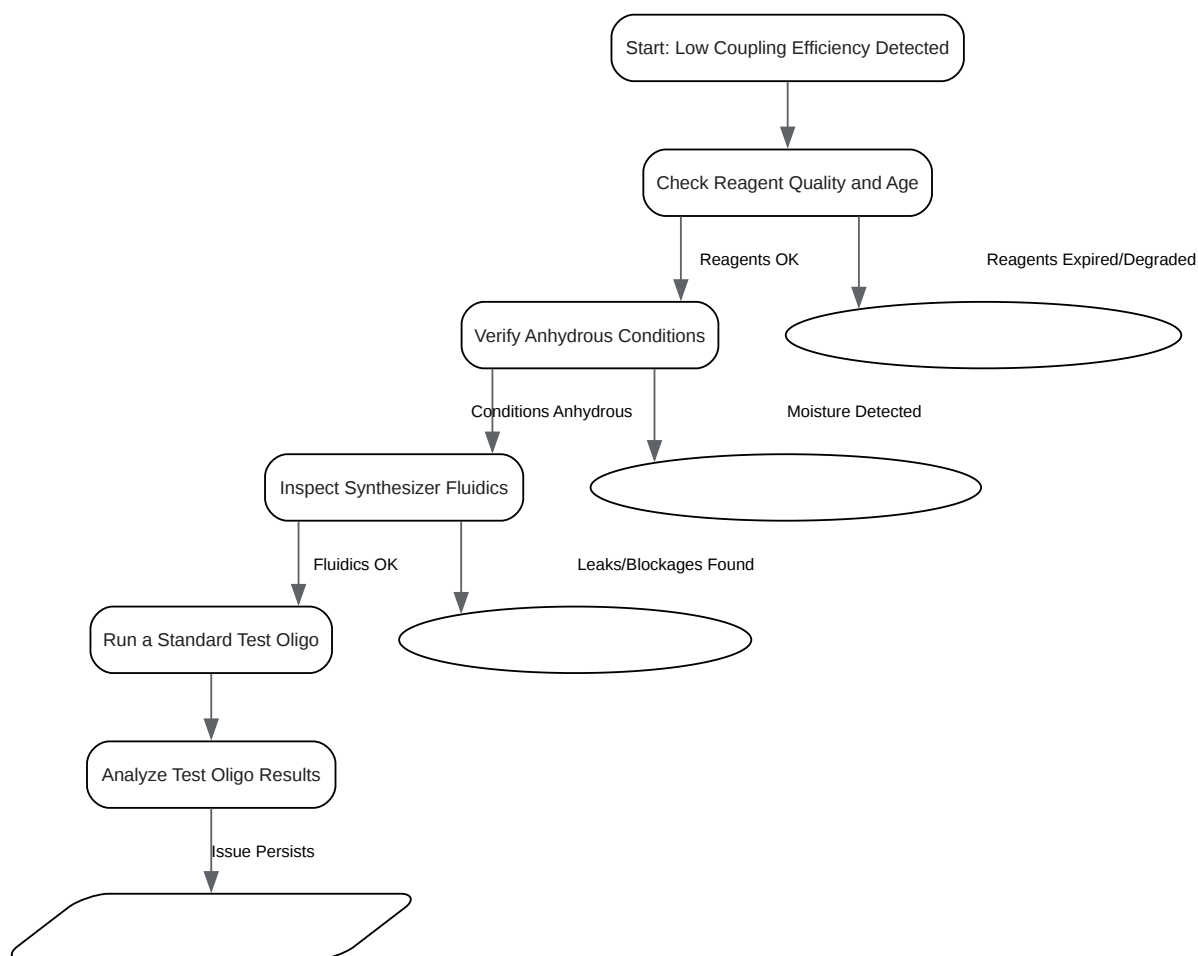 Start: Low Coupling Efficiency Detected
Check Reagent Quality and Age
Reagents OK
Reagents Expired/Degraded
Verify Anhydrous Conditions
Conditions Anhydrous
Moisture Detected
Inspect Synthesizer Fluidics
Fluidics OK
Leaks/Blockages Found
Run a Standard Test Oligo
Analyze Test Oligo Results
Issue Persists